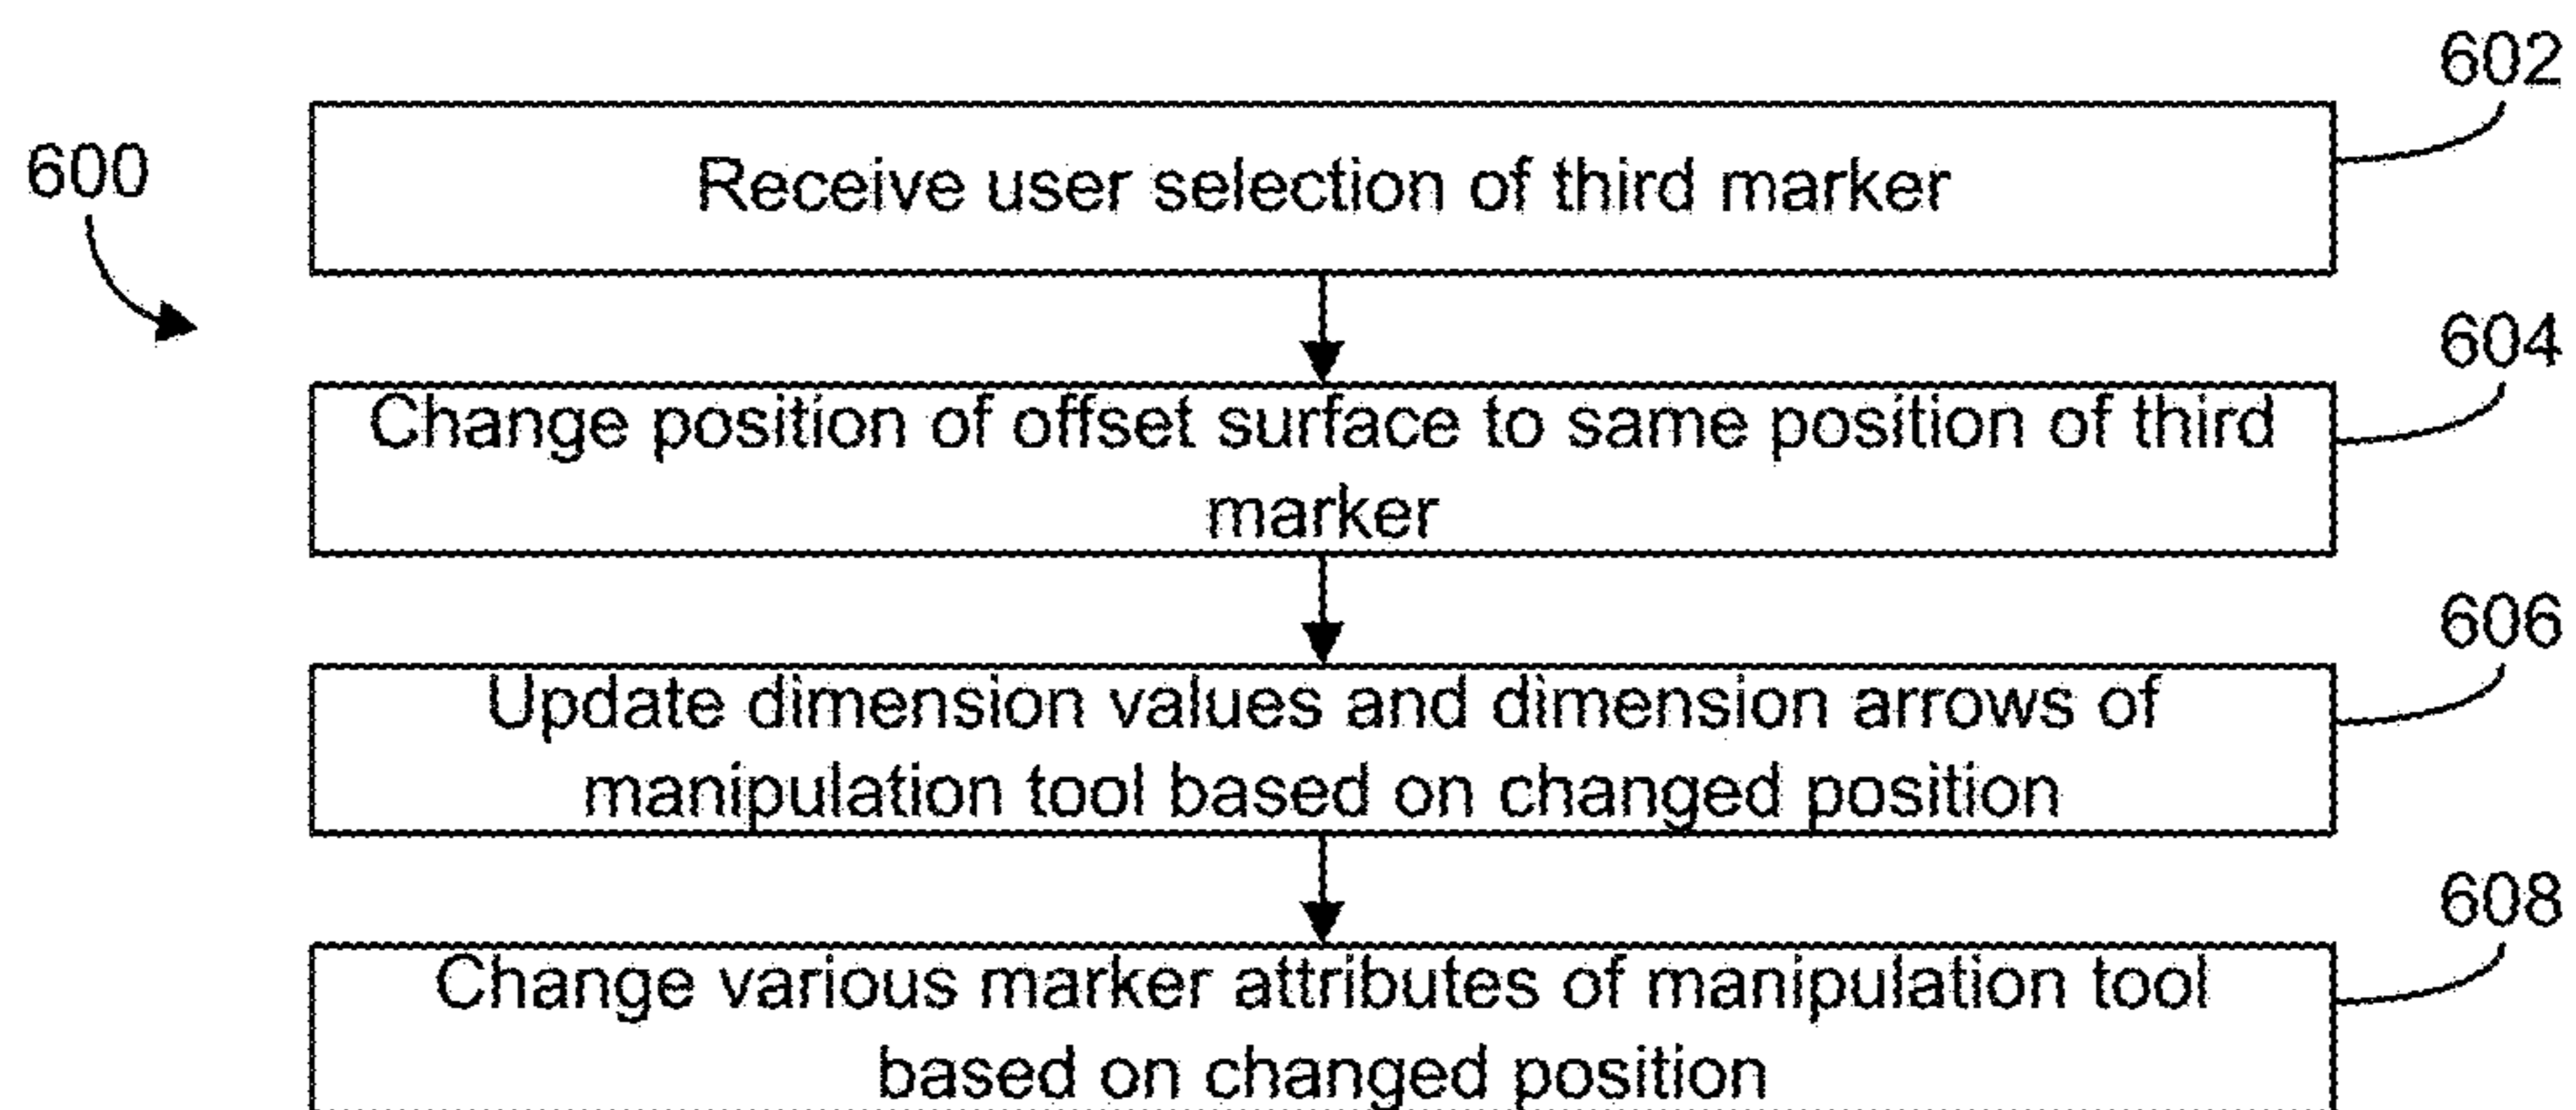 602
600
Receive user selection of third marker
604
Change position of offset surface to same position of third
marker
606
Update dimension values and dimension arrows of
manipulation tool based on changed position
608
Change various marker attributes of manipulation tool
based on changed position